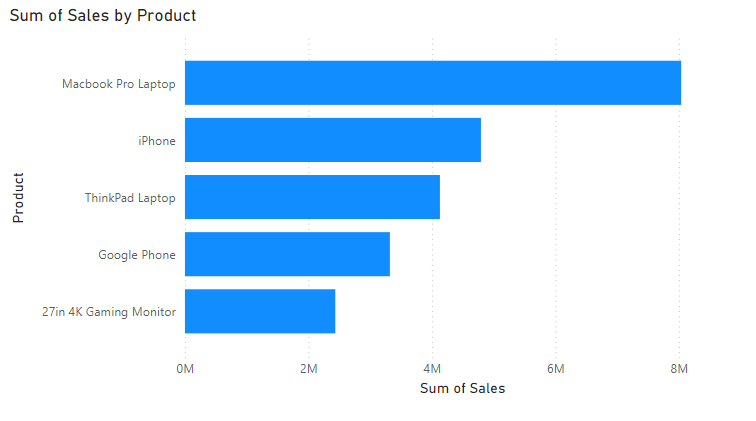 Sum of Sales by Product
Product
Macbook Pro Laptop
iPhone
ThinkPad Laptop
Google Phone
27in 4K Gaming Monitor
0M 2M 4M 6M 8M
Sum of Sales